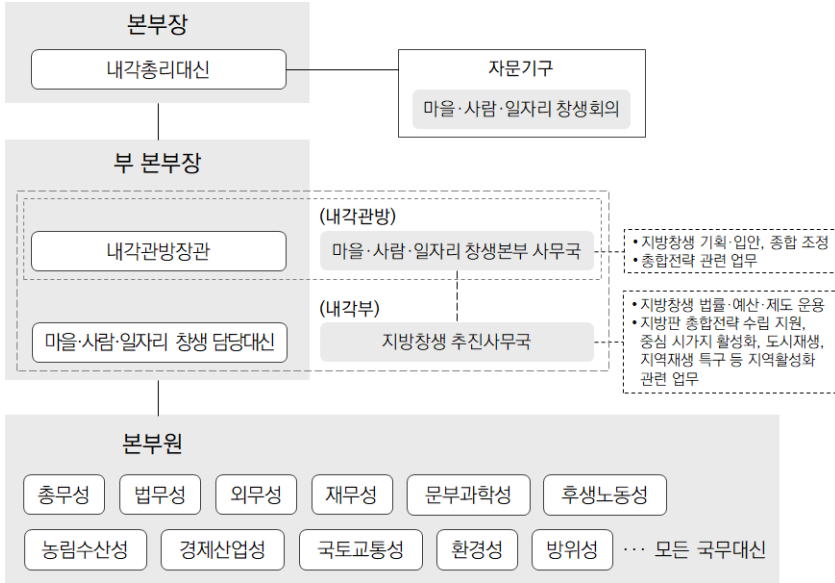 본부장
내각총리대신
자문기구
마을·사람·일자리 창생회의
부 본부장
(내각관방)
내각관방장관
마을·사람·일자리 창생본부 사무국
• 지방창생 기획·입안, 종합 조정
• 총합전략 관련 업무
(내각부)
마을·사람·일자리 창생 담당대신
지방창생 추진사무국
• 지방창생 법률·예산·제도 운용
• 지방판 총합전략 수립 지원,
중심 시가지 활성화, 도시재생,
지역재생 특구 등 지역활성화
관련 업무
본부원
총무성 법무성 외무성 재무성 문부과학성 후생노동성
농림수산성 경제산업성 국토교통성 환경성 방위성 ⋯ 모든 국무대신